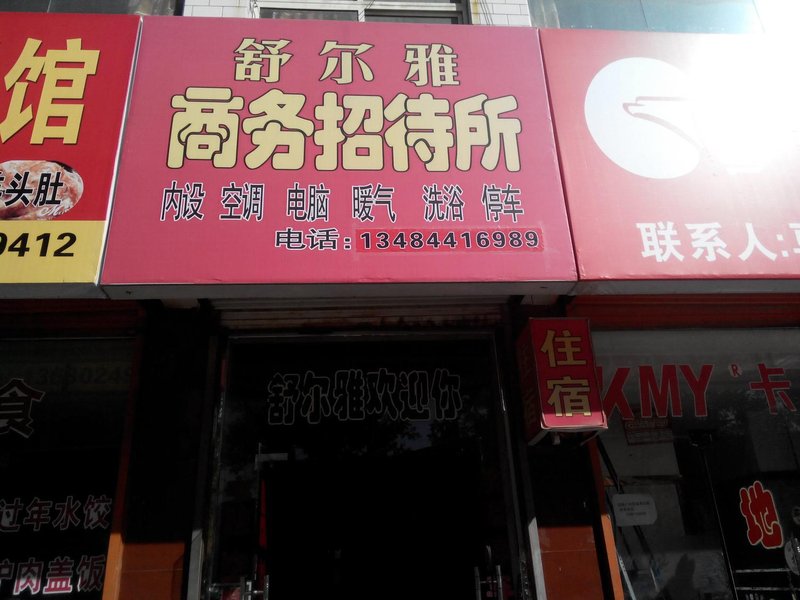 馆
头肚
9412
舒尔雅
商务招待所
内设 空调 电脑 暖气 洗浴 停车
电话:13484416989
联系人:
住宿
舒尔雅欢迎你
KMY® 卡
食
过年水饺
炉肉盖饭
地